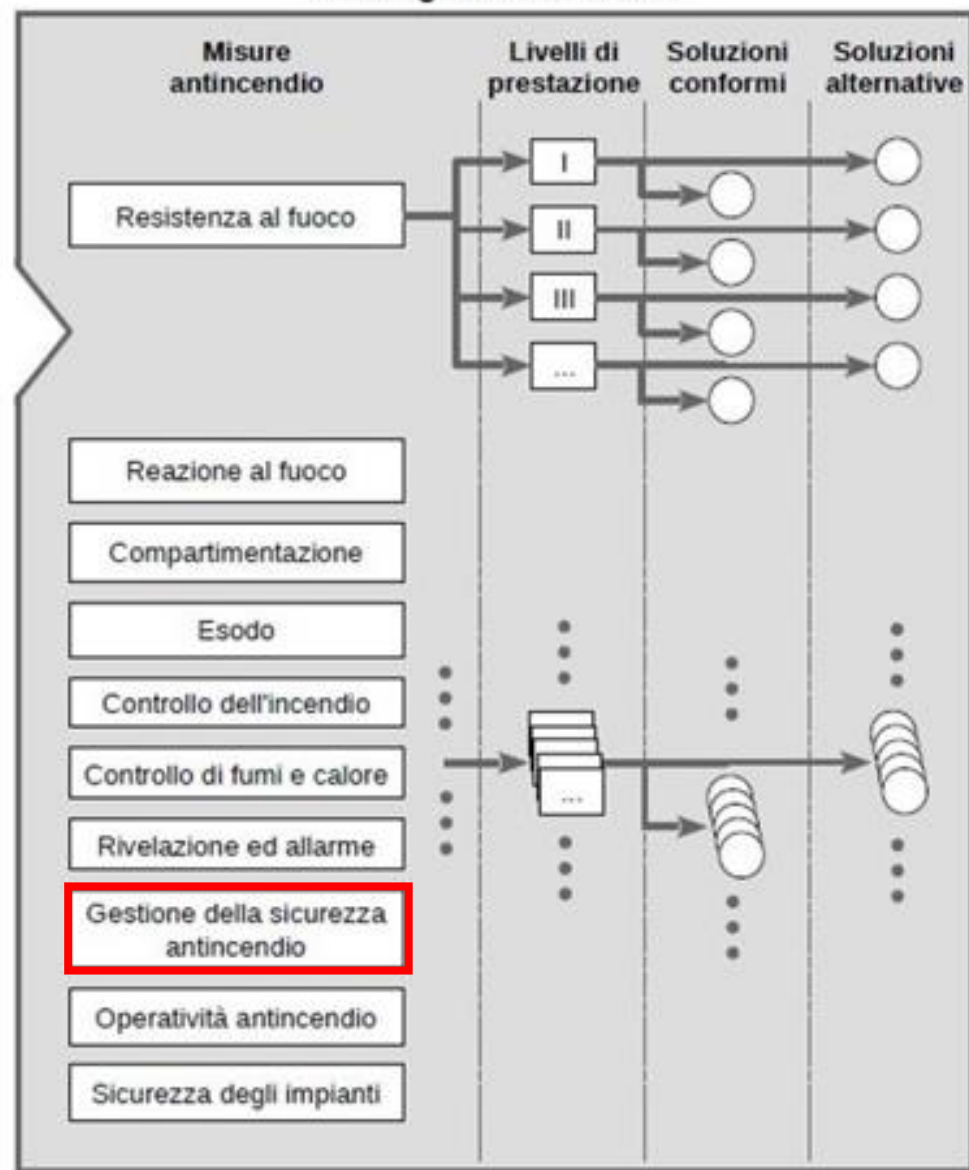 Misure
antincendio
Livelli di
prestazione
Soluzioni
conformi
Soluzioni
alternative
Resistenza al fuoco
I
II
III
...
Reazione al fuoco
Compartimentazione
Esodo
Controllo dell'incendio
Controllo di fumi e calore
...
Rivelazione ed allarme
Gestione della sicurezza
antincendio
Operatività antincendio
Sicurezza degli impianti